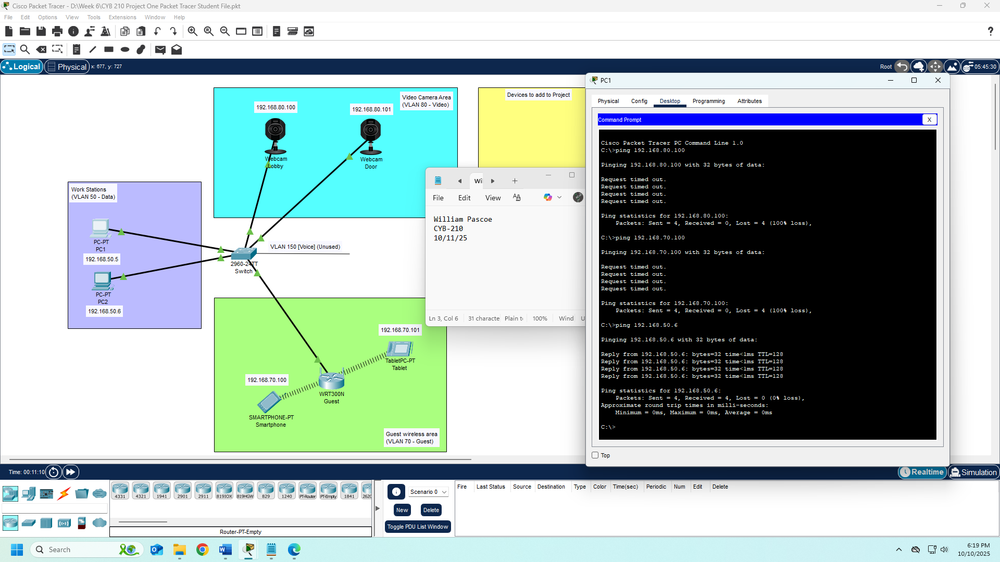 Cisco Packet Tracer - D:\Week 6\CYB 210 Project One Packet Tracer Student File.pkt
File Edit Options View Tools Extensions Window Help
?
Logical Physical x: 677, y: 727
Root 05:45:30
Video Camera Area
(VLAN 80 - Video)
192.168.80.100
192.168.80.101
Webcam
Lobby
Webcam
Door
Devices to add to Project
Work Stations
(VLAN 50 - Data)
PC-PT
PC1
192.168.50.5
PC-PT
PC2
192.168.50.6
VLAN 150 [Voice] (Unused)
2960-24TT
Switch
192.168.70.101
TabletPC-PT
Tablet
192.168.70.100
WRT300N
Guest
SMARTPHONE-PT
Smartphone
Guest wireless area
(VLAN 70 - Guest)
File Edit View
William Pascoe
CYB-210
10/11/25
Ln 3, Col 6 31 characte Plain t 100% Wind U
PC1
Physical Config Desktop Programming Attributes
Command Prompt
X
Cisco Packet Tracer PC Command Line 1.0
C:\>ping 192.168.80.100
Pinging 192.168.80.100 with 32 bytes of data:
Request timed out.
Request timed out.
Request timed out.
Request timed out.
Ping statistics for 192.168.80.100:
Packets: Sent = 4, Received = 0, Lost = 4 (100% loss),
C:\>ping 192.168.70.100
Pinging 192.168.70.100 with 32 bytes of data:
Request timed out.
Request timed out.
Request timed out.
Request timed out.
Ping statistics for 192.168.70.100:
Packets: Sent = 4, Received = 0, Lost = 4 (100% loss),
C:\>ping 192.168.50.6
Pinging 192.168.50.6 with 32 bytes of data:
Reply from 192.168.50.6: bytes=32 time<1ms TTL=128
Reply from 192.168.50.6: bytes=32 time<1ms TTL=128
Reply from 192.168.50.6: bytes=32 time<1ms TTL=128
Reply from 192.168.50.6: bytes=32 time<1ms TTL=128
Ping statistics for 192.168.50.6:
Packets: Sent = 4, Received = 4, Lost = 0 (0% loss),
Approximate round trip times in milli-seconds:
Minimum = 0ms, Maximum = 0ms, Average = 0ms
C:\>
Top
Time: 00:11:10
Realtime Simulation
4331 4321 1941 2901 2911 819IOX 819HGW 829 1240 PT-Router PT-Empty 1841 2620
Router-PT-Empty
Scenario 0
New Delete
Toggle PDU List Window
Fire Last Status Source Destination Type Color Time(sec) Periodic Num Edit Delete
Search
6:19 PM
10/10/2025